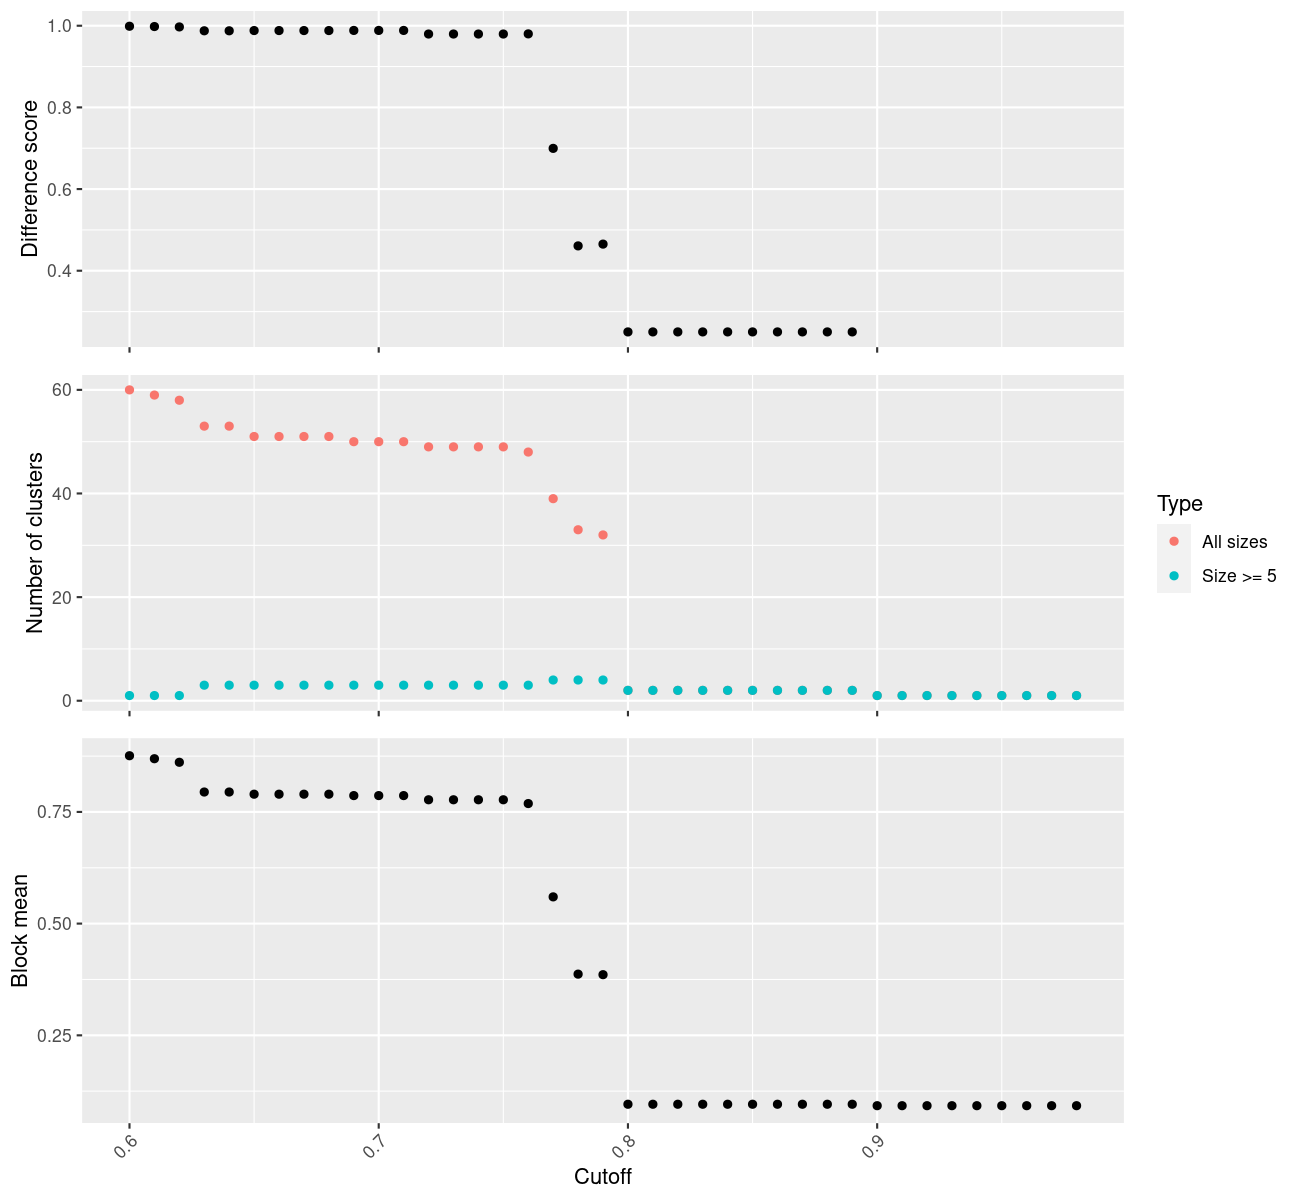 Difference score
1.0
0.8
0.6
0.4
Number of clusters
60
40
20
0
Type
All sizes
Size >= 5
Block mean
0.75
0.50
0.25
0.6 0.7 0.8 0.9
Cutoff